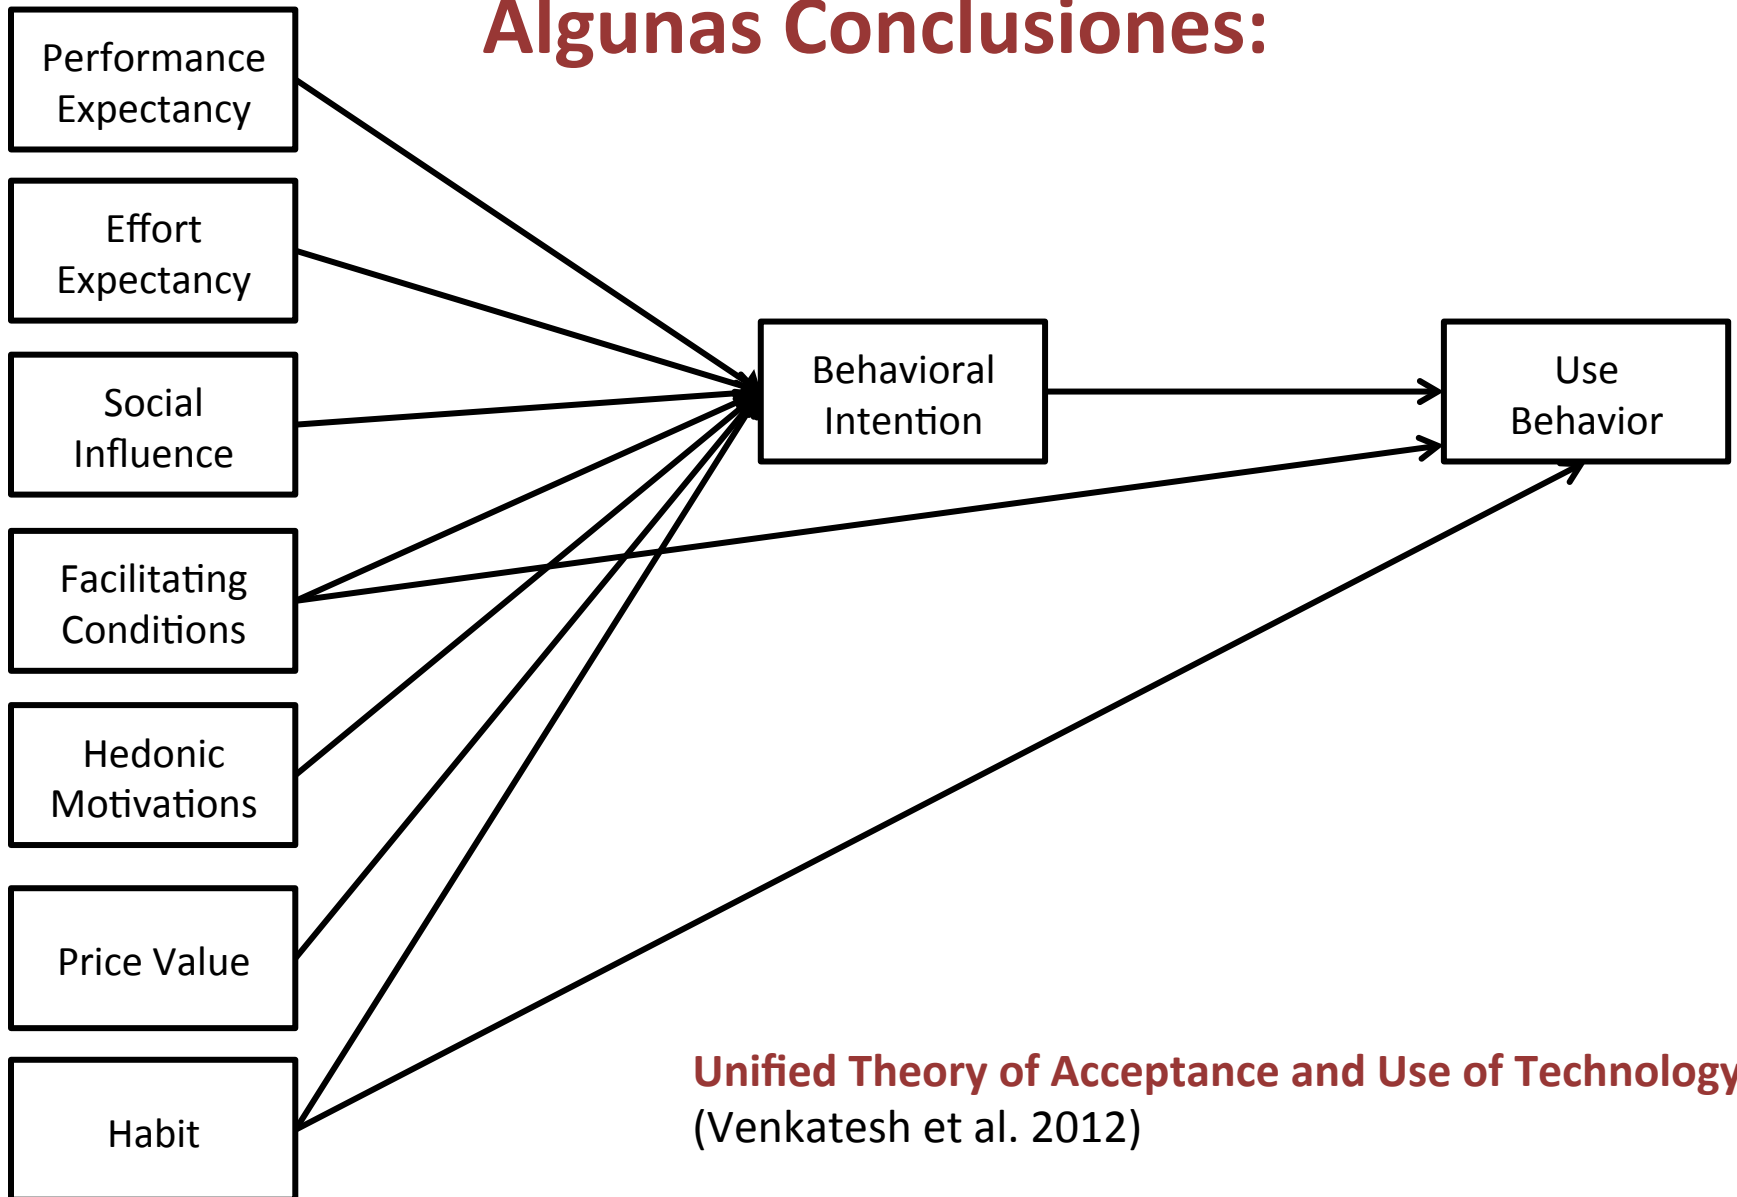 Algunas Conclusiones:
Performance
Expectancy
Effort
Expectancy
Social
Influence
Facilitating
Conditions
Hedonic
Motivations
Price Value
Habit
Behavioral
Intention
Use
Behavior
Unified Theory of Acceptance and Use of Technology
(Venkatesh et al. 2012)